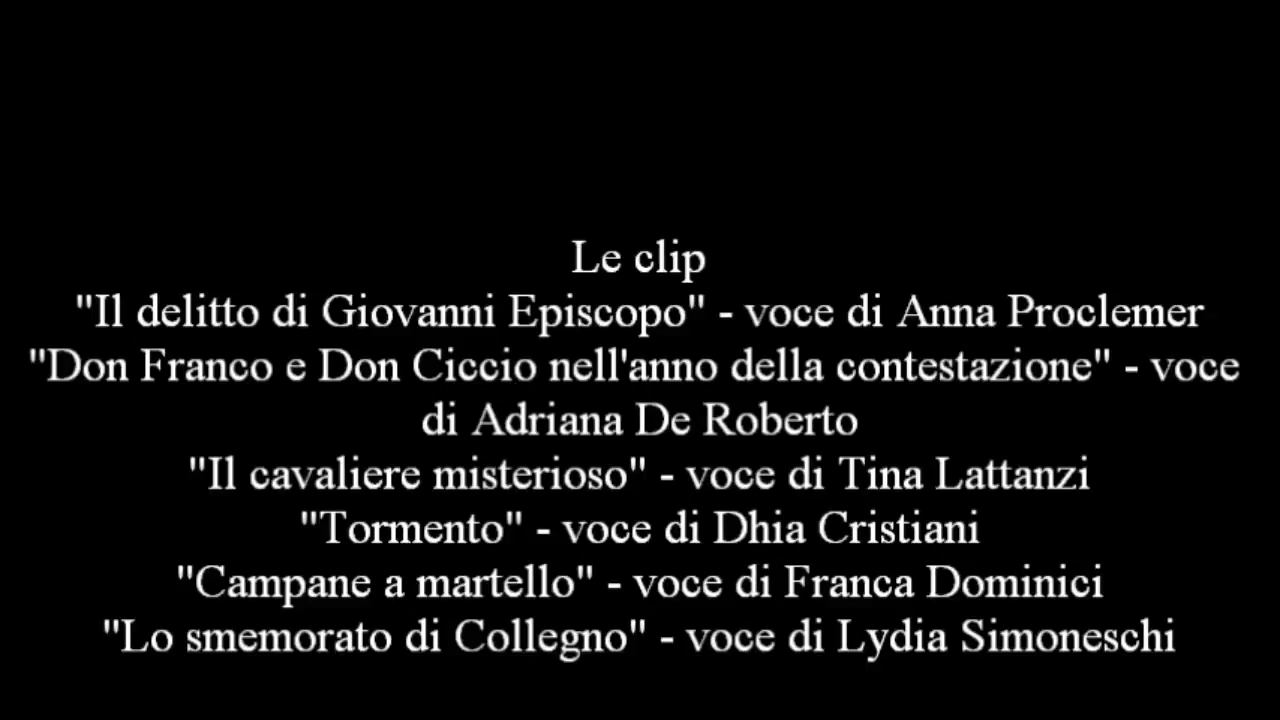 Le clip
"Il delitto di Giovanni Episcopo" - voce di Anna Proclemer
"Don Franco e Don Ciccio nell'anno della contestazione" - voce
di Adriana De Roberto
"Il cavaliere misterioso" - voce di Tina Lattanzi
"Tormento" - voce di Dhia Cristiani
"Campane a martello" - voce di Franca Dominici
"Lo smemorato di Collegno" - voce di Lydia Simoneschi